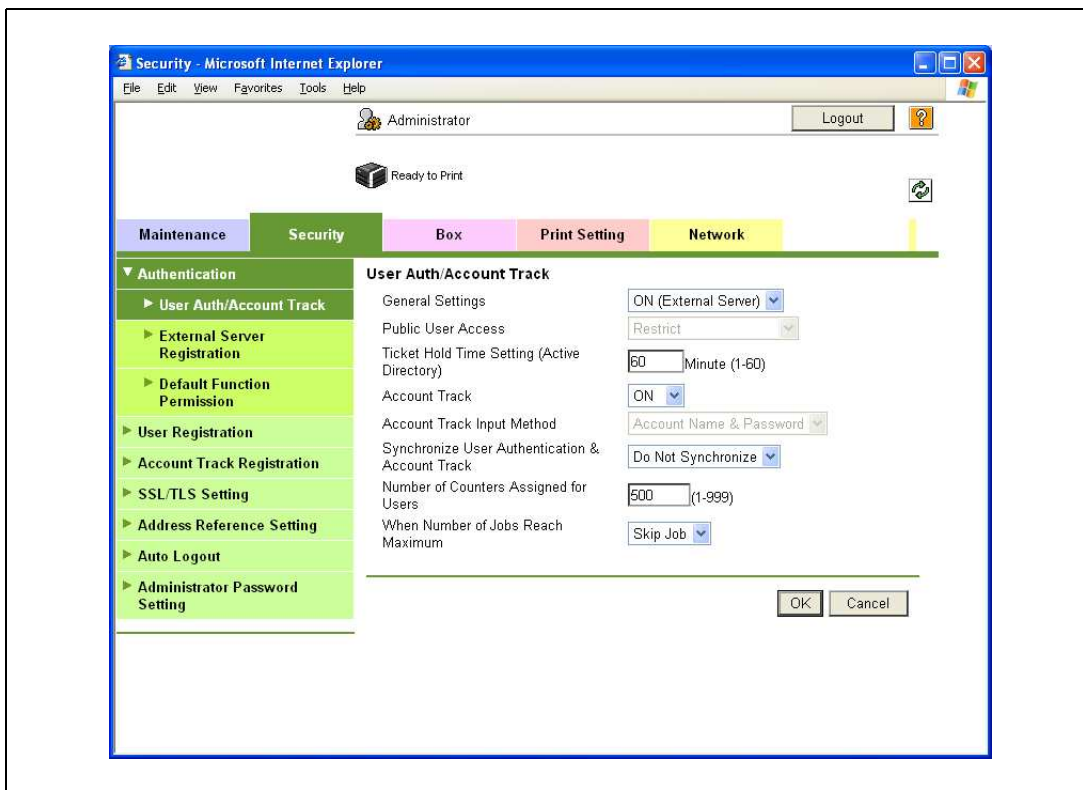 Security - Microsoft Internet Explorer
File Edit View Favorites Tools Help
Administrator
Logout
?
Ready to Print
Maintenance Security Box Print Setting Network
Authentication
User Auth/Account Track
External Server
Registration
Default Function
Permission
User Registration
Account Track Registration
SSL/TLS Setting
Address Reference Setting
Auto Logout
Administrator Password
Setting
User Auth/Account Track
General Settings ON (External Server)
Public User Access Restrict
Ticket Hold Time Setting (Active
Directory) 60 Minute (1-60)
Account Track ON
Account Track Input Method Account Name & Password
Synchronize User Authentication &
Account Track Do Not Synchronize
Number of Counters Assigned for
Users 500 (1-999)
When Number of Jobs Reach
Maximum Skip Job
OK Cancel